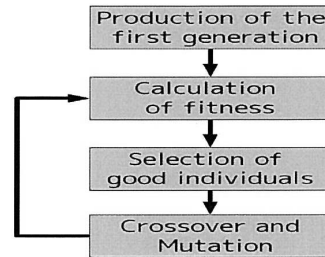 Production of the
first generation
Calculation
of fitness
Selection of
good individuals
Crossover and
Mutation